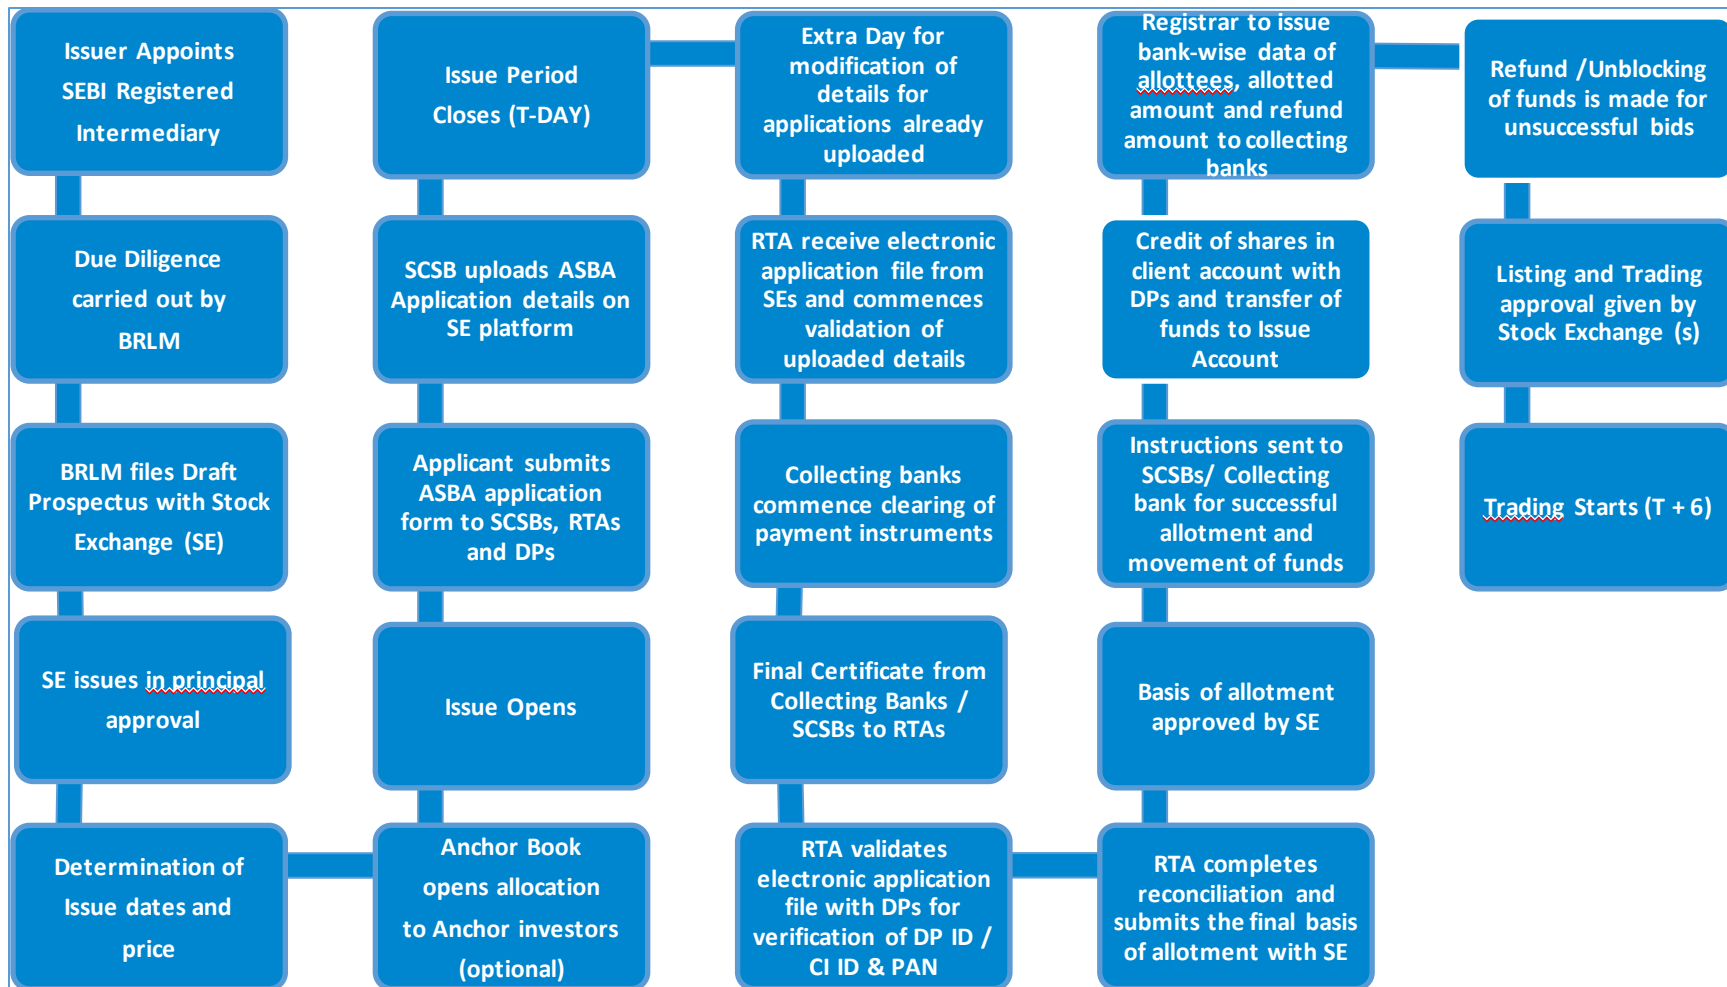 Issuer Appoints
SEBI Registered
Intermediary
Due Diligence
carried out by
BRLM
BRLM files Draft
Prospectus with Stock
Exchange (SE)
SE issues in principal
approval
Determination of
Issue dates and
price
Anchor Book
opens allocation
to Anchor investors
(optional)
Issue Opens
Applicant submits
ASBA application
form to SCSBs, RTAs
and DPs
SCSB uploads ASBA
Application details on
SE platform
Issue Period
Closes (T-DAY)
Extra Day for
modification of
details for
applications already
uploaded
RTA receive electronic
application file from
SEs and commences
validation of
uploaded details
Collecting banks
commence clearing of
payment instruments
Final Certificate from
Collecting Banks /
SCSBs to RTAs
RTA validates
electronic application
file with DPs for
verification of DP ID /
CI ID & PAN
RTA completes
reconciliation and
submits the final basis
of allotment with SE
Basis of allotment
approved by SE
Instructions sent to
SCSBs/ Collecting
bank for successful
allotment and
movement of funds
Credit of shares in
client account with
DPs and transfer of
funds to Issue
Account
Registrar to issue
bank-wise data of
allottees, allotted
amount and refund
amount to collecting
banks
Refund /Unblocking
of funds is made for
unsuccessful bids
Listing and Trading
approval given by
Stock Exchange (s)
Trading Starts (T + 6)